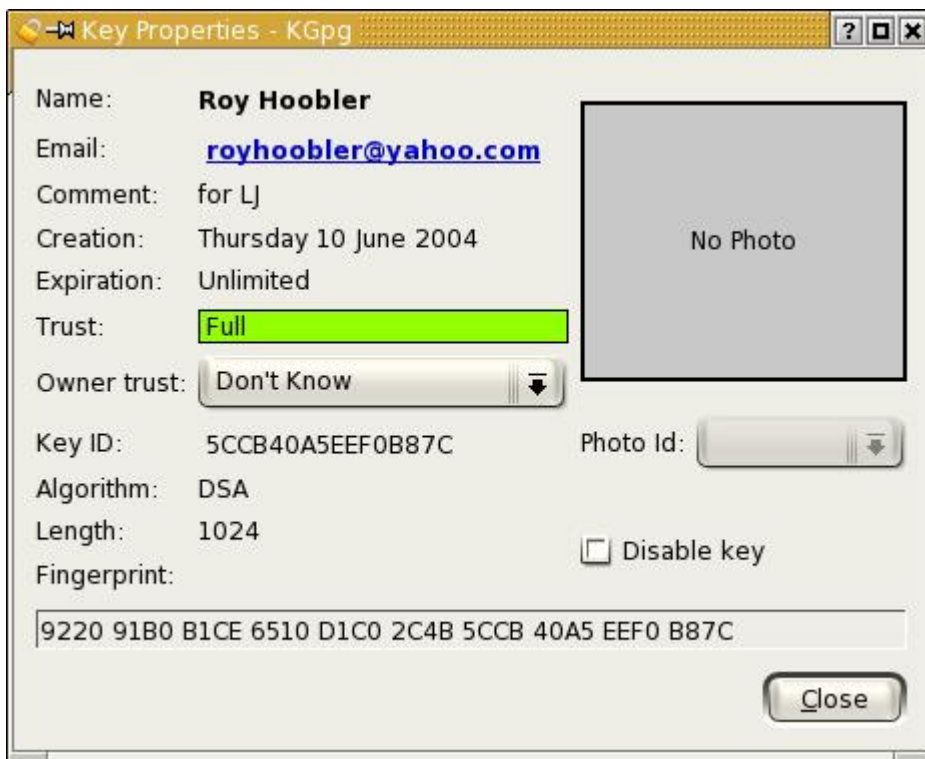 Key Properties - KGpg
Name: Roy Hoobler
Email: royhoobler@yahoo.com
Comment: for LJ
Creation: Thursday 10 June 2004
Expiration: Unlimited
Trust: Full
Owner trust: Don't Know
No Photo
Key ID: 5CCB40A5EEF0B87C
Photo Id:
Algorithm: DSA
Length: 1024
Disable key
Fingerprint:
9220 91B0 B1CE 6510 D1C0 2C4B 5CCB 40A5 EEF0 B87C
Close